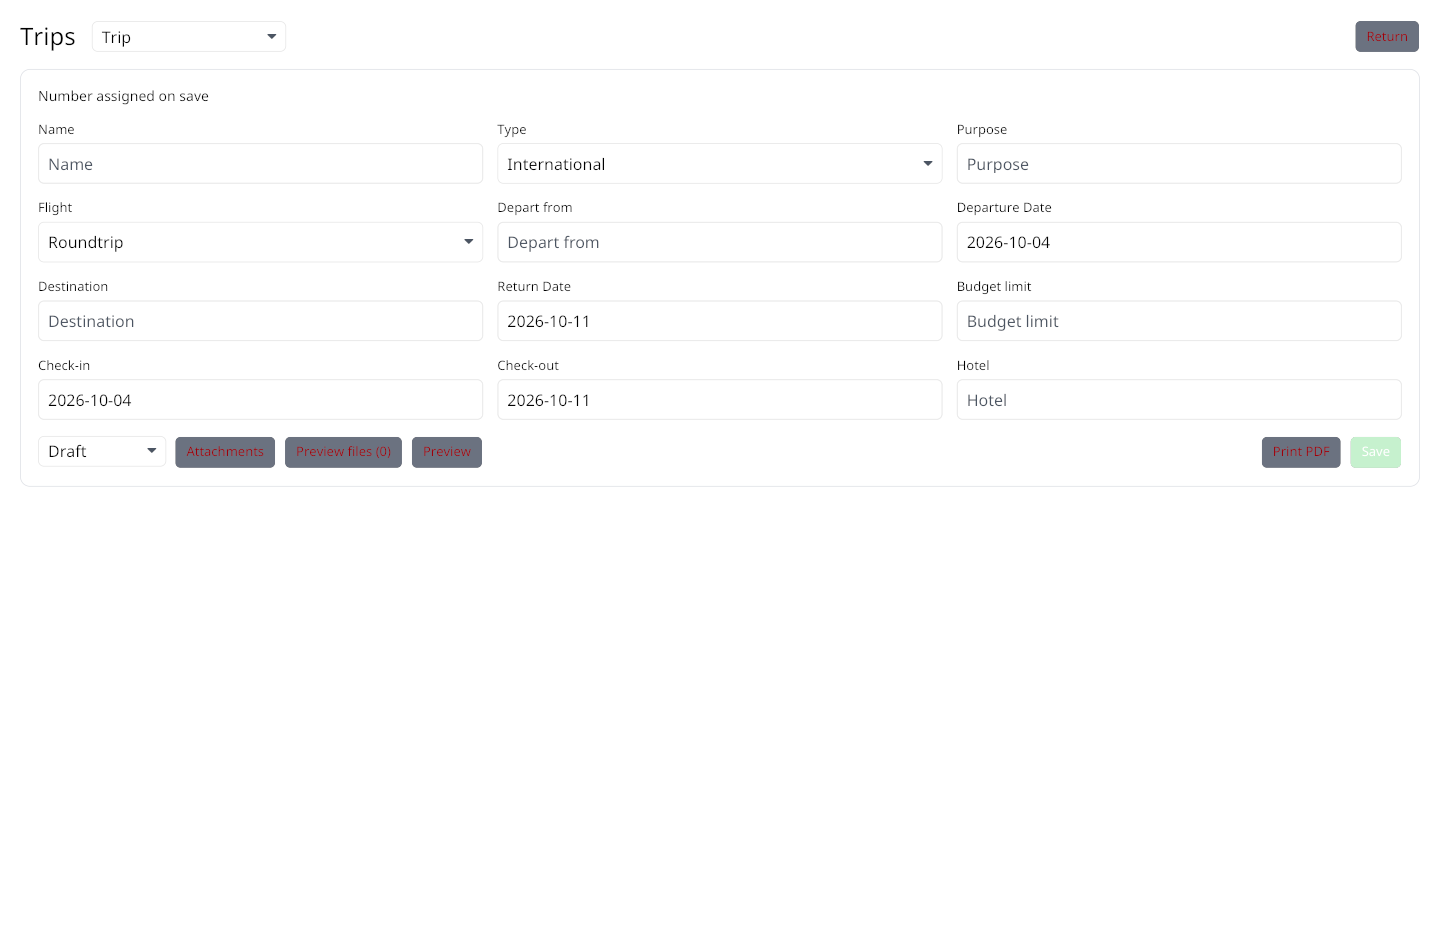 Trips Trip Return
Number assigned on save
Name Type Purpose
Name International Purpose
Flight Depart from Departure Date
Roundtrip Depart from 2026-10-04
Destination Return Date Budget limit
Destination 2026-10-11 Budget limit
Check-in Check-out Hotel
2026-10-04 2026-10-11 Hotel
Draft Attachments Preview files (0) Preview Print PDF Save